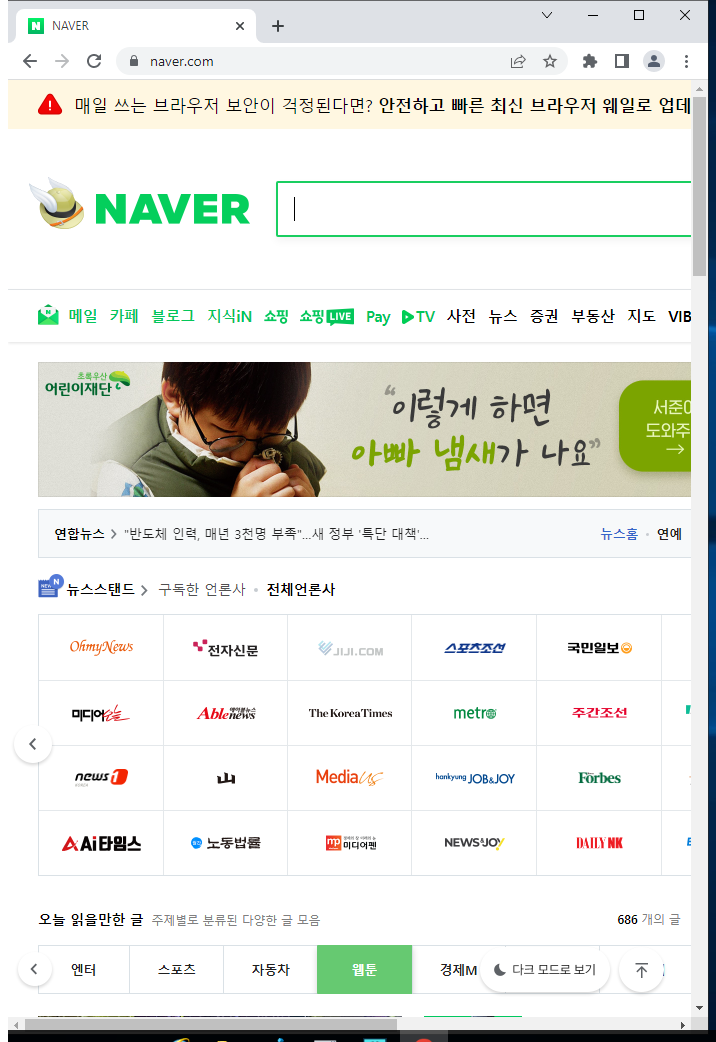 NAVER
naver.com
매일 쓰는 브라우저 보안이 걱정된다면? 안전하고 빠른 최신 브라우저 웨일로 업데
NAVER
메일 카페 블로그 지식iN 쇼핑 쇼핑LIVE Pay TV 사전 뉴스 증권 부동산 지도 VIB
초록우산
어린이재단
“이렇게 하면
아빠 냄새가 나요”
서준이
도와주
연합뉴스 "반도체 인력, 매년 3천명 부족"...새 정부 '특단 대책'... 뉴스홈 연예
뉴스스탠드 구독한 언론사 전체언론사
OhmyNews 전자신문 JIJI.COM 스포츠조선 국민일보
미디어오늘 Ablenews 에이블뉴스 The Korea Times metro 주간조선
news1 KOREA 山 MediaUS hankyung JOB&JOY Forbes
Ai타임스 노동법률 mp 미디어펜 NEWS&JOY DAILY NK
오늘 읽을만한 글 주제별로 분류된 다양한 글 모음 686 개의 글
엔터 스포츠 자동차 웹툰 경제M 다크 모드로 보기